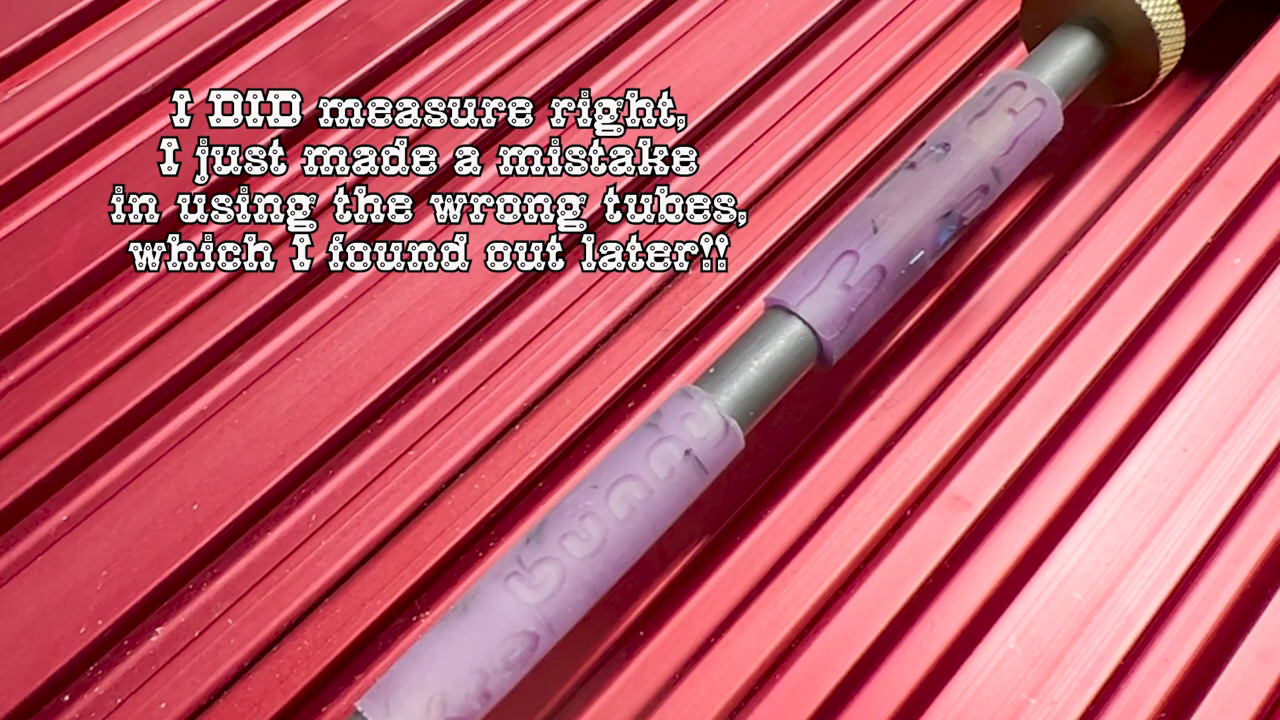 I DID measure right,
I just made a mistake
in using the wrong tubes,
which I found out later!!